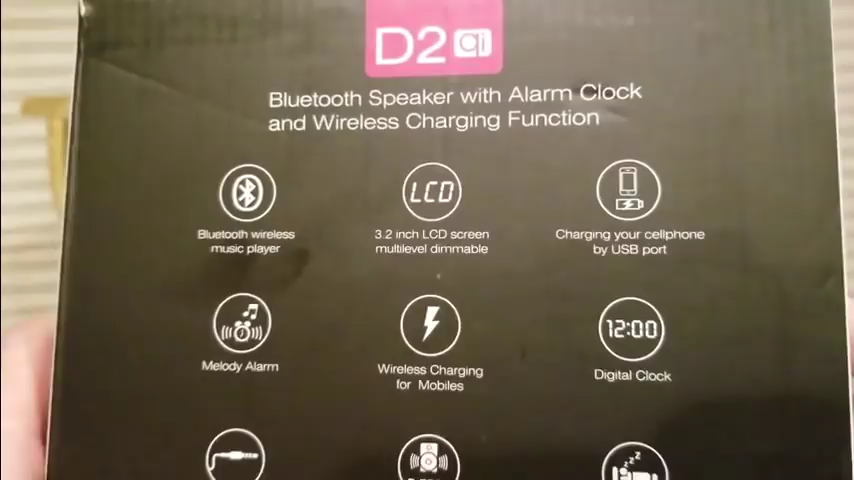 D2 qi
Bluetooth Speaker with Alarm Clock
and Wireless Charging Function
LCD
Bluetooth wireless
music player
3.2 inch LCD screen
multilevel dimmable
Charging your cellphone
by USB port
12:00
Melody Alarm
Wireless Charging
for Mobiles
Digital Clock
z z z